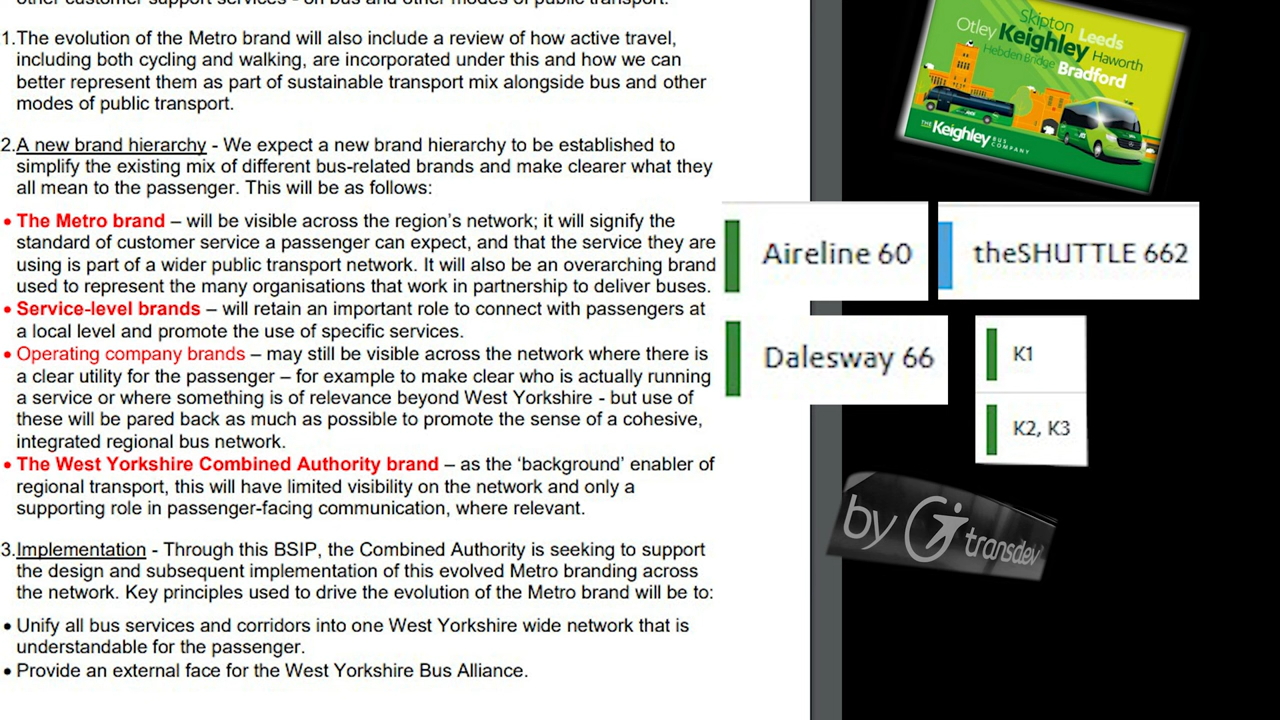 other customer support services - on bus and other modes of public transport.
1.The evolution of the Metro brand will also include a review of how active travel,
including both cycling and walking, are incorporated under this and how we can
better represent them as part of sustainable transport mix alongside bus and other
modes of public transport.
2.A new brand hierarchy - We expect a new brand hierarchy to be established to
simplify the existing mix of different bus-related brands and make clearer what they
all mean to the passenger. This will be as follows:
• The Metro brand – will be visible across the region's network; it will signify the
standard of customer service a passenger can expect, and that the service they are
using is part of a wider public transport network. It will also be an overarching brand
used to represent the many organisations that work in partnership to deliver buses.
• Service-level brands – will retain an important role to connect with passengers at
a local level and promote the use of specific services.
• Operating company brands – may still be visible across the network where there is
a clear utility for the passenger – for example to make clear who is actually running
a service or where something is of relevance beyond West Yorkshire - but use of
these will be pared back as much as possible to promote the sense of a cohesive,
integrated regional bus network.
• The West Yorkshire Combined Authority brand – as the 'background' enabler of
regional transport, this will have limited visibility on the network and only a
supporting role in passenger-facing communication, where relevant.
3.Implementation - Through this BSIP, the Combined Authority is seeking to support
the design and subsequent implementation of this evolved Metro branding across
the network. Key principles used to drive the evolution of the Metro brand will be to:
• Unify all bus services and corridors into one West Yorkshire wide network that is
understandable for the passenger.
• Provide an external face for the West Yorkshire Bus Alliance.
Skipton
Otley Keighley Leeds
Hebden Bridge Haworth
Bradford
THE Keighley BUS COMPANY
Aireline 60
theSHUTTLE 662
Dalesway 66
K1
K2, K3
by transdev